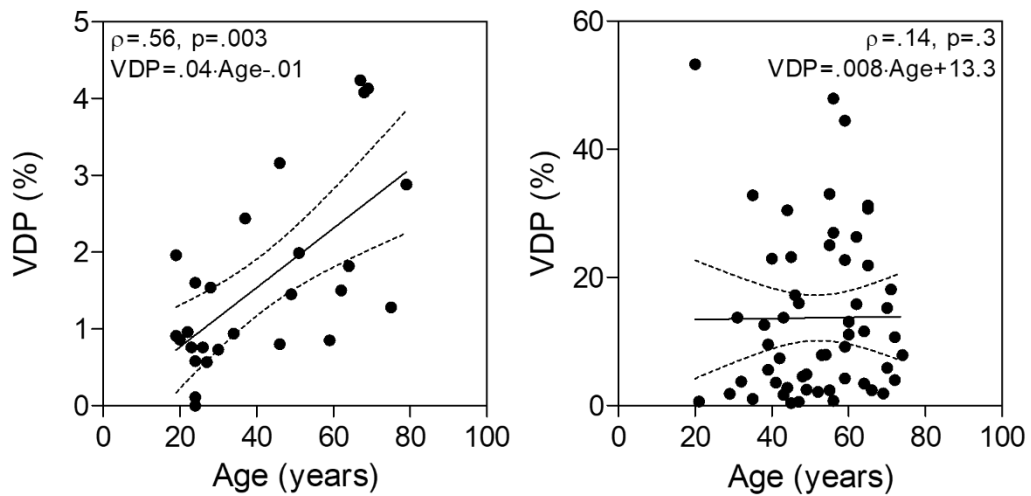 ρ=.56, p=.003
VDP=.04·Age-.01
5
4
3
2
1
0
VDP (%)
0 20 40 60 80 100
Age (years)
ρ=.14, p=.3
VDP=.008·Age+13.3
60
40
20
0
VDP (%)
0 20 40 60 80 100
Age (years)